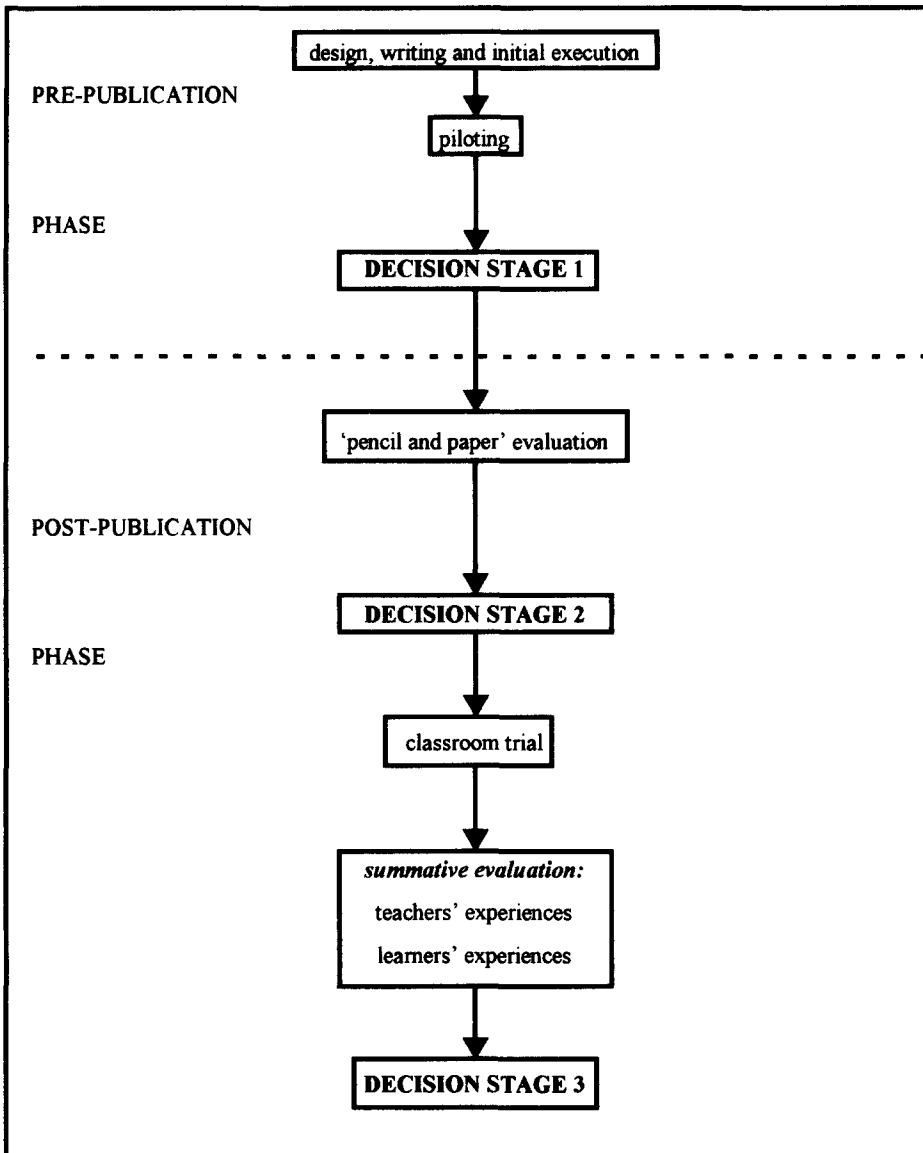 design, writing and initial execution
PRE-PUBLICATION
piloting
PHASE
DECISION STAGE 1
‘pencil and paper’ evaluation
POST-PUBLICATION
DECISION STAGE 2
PHASE
classroom trial
summative evaluation:
teachers’ experiences
learners’ experiences
DECISION STAGE 3